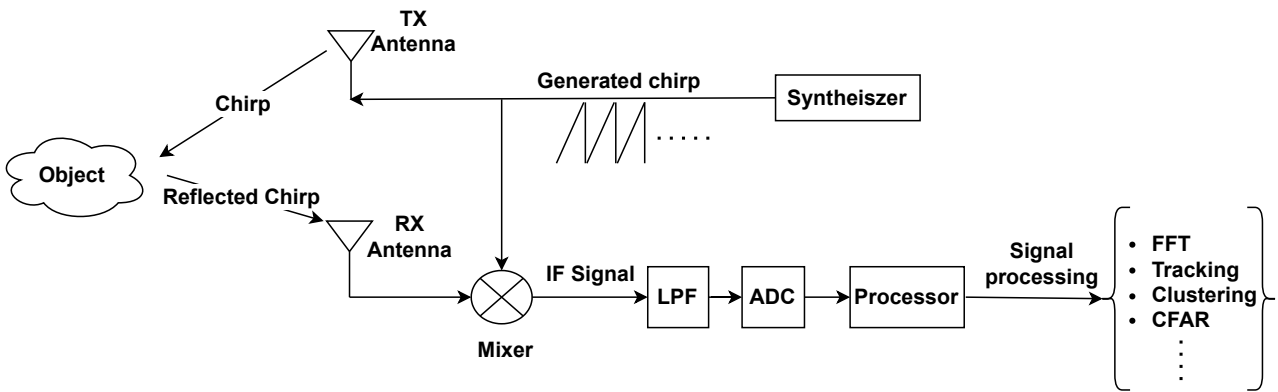 TX
Antenna
Generated chirp
Syntheiszer
Chirp
Object
Reflected Chirp
RX
Antenna
IF Signal
LPF
ADC
Processor
Mixer
Signal
processing
• FFT
• Tracking
• Clustering
• CFAR